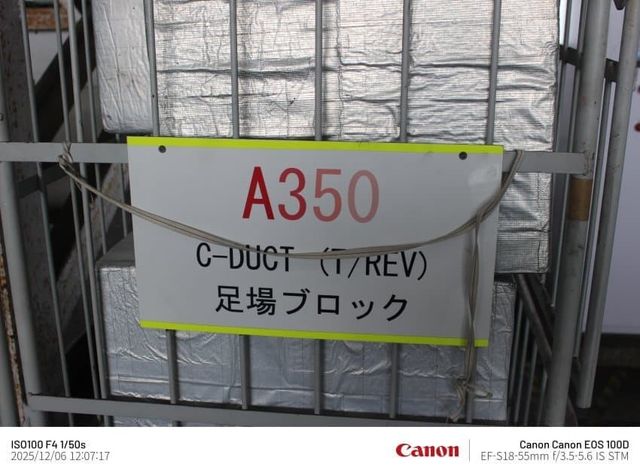 A350
C-DUCT (T/REV)
足場ブロック
ISO100 F4 1/50s
2025/12/06 12:07:17
Canon
Canon Canon EOS 100D
EF-S18-55mm f/3.5-5.6 IS STM